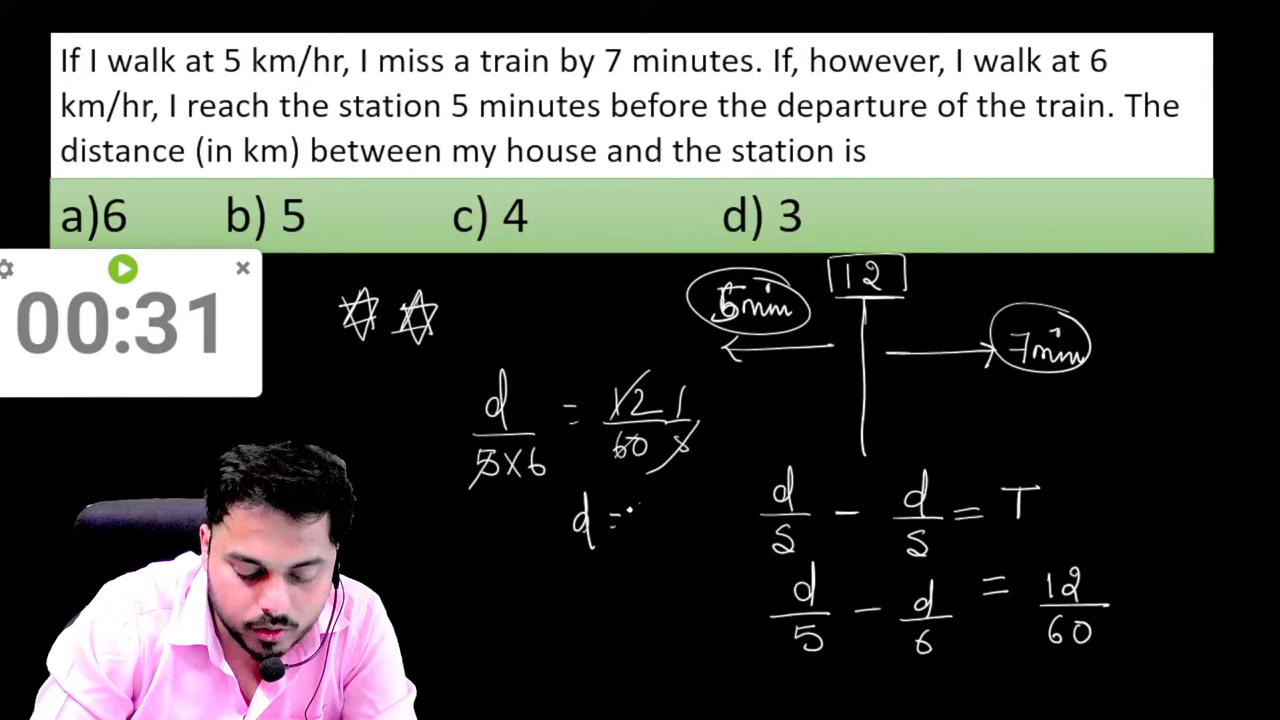 If I walk at 5 km/hr, I miss a train by 7 minutes. If, however, I walk at 6
km/hr, I reach the station 5 minutes before the departure of the train. The
distance (in km) between my house and the station is
a)6 b) 5 c) 4 d) 3
00:31
12
5min
7min
d/5×6 = 12/60 1/5
d =
d/S - d/S = T
d/5 - d/6 = 12/60